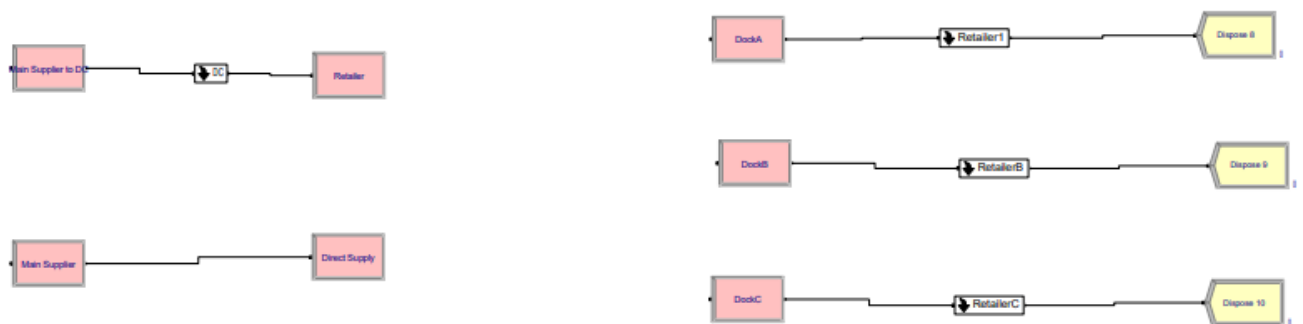 Main Supplier to DC
DC
Retailer
Main Supplier
Direct Supply
DockA
Retailer1
Dispose 8
DockB
RetailerB
Dispose 9
DockC
RetailerC
Dispose 10